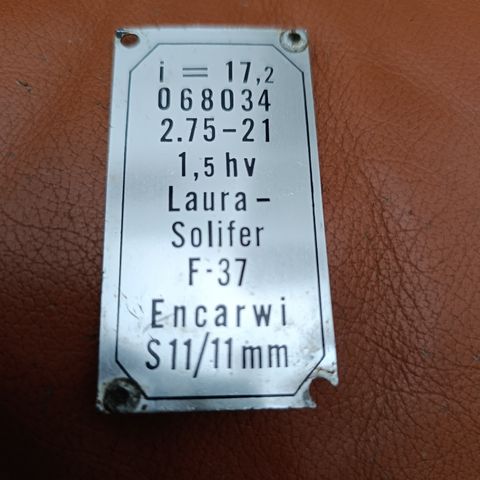 i = 17,2
068034
2.75-21
1,5 hv
Laura-
Solifer
F-37
Encarwi
S11/11mm